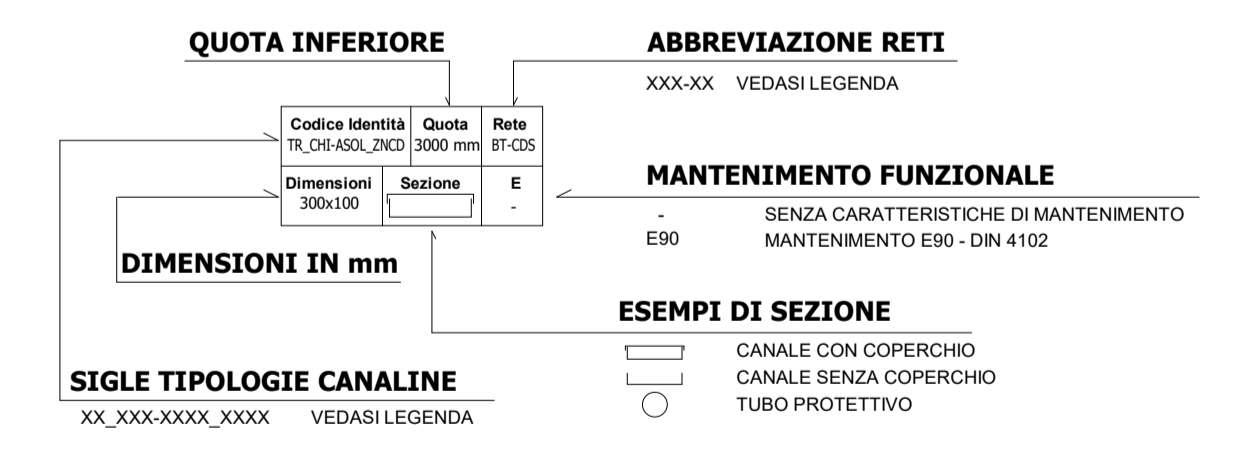 QUOTA INFERIORE
ABBREVIAZIONE RETI
XXX-XX VEDASI LEGENDA
Codice Identità Quota Rete
TR_CHI-ASOL_ZNCD 3000 mm BT-CDS
Dimensioni Sezione E
300x100 -
MANTENIMENTO FUNZIONALE
- SENZA CARATTERISTICHE DI MANTENIMENTO
E90 MANTENIMENTO E90 - DIN 4102
DIMENSIONI IN mm
ESEMPI DI SEZIONE
CANALE CON COPERCHIO
CANALE SENZA COPERCHIO
TUBO PROTETTIVO
SIGLE TIPOLOGIE CANALINE
XX_XXX-XXXX_XXXX VEDASI LEGENDA